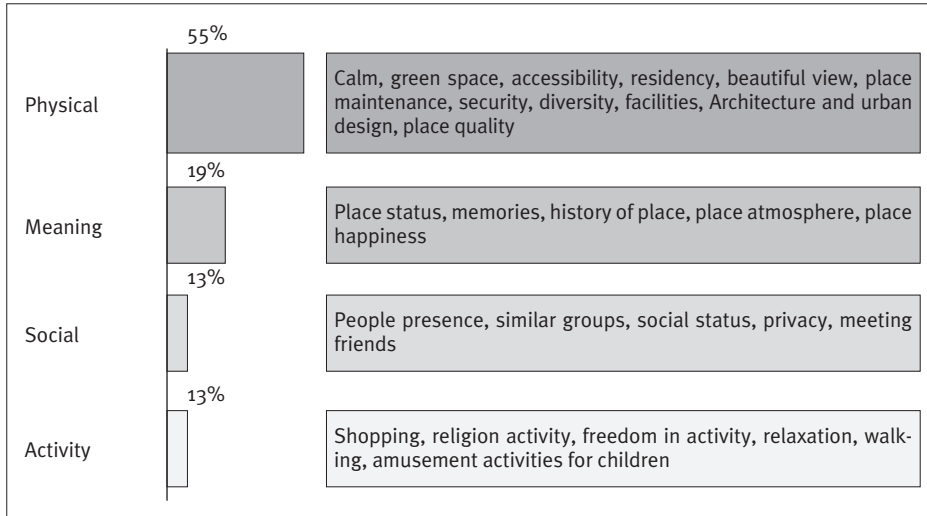 55%
Physical
Calm, green space, accessibility, residency, beautiful view, place
maintenance, security, diversity, facilities, Architecture and urban
design, place quality
19%
Meaning
Place status, memories, history of place, place atmosphere, place
happiness
13%
Social
People presence, similar groups, social status, privacy, meeting
friends
13%
Activity
Shopping, religion activity, freedom in activity, relaxation, walk-
ing, amusement activities for children